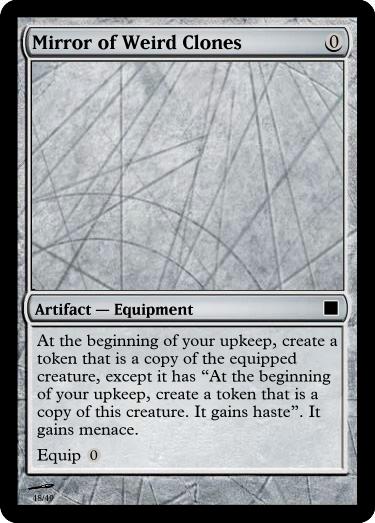 Mirror of Weird Clones 0
Artifact — Equipment
At the beginning of your upkeep, create a
token that is a copy of the equipped
creature, except it has “At the beginning
of your upkeep, create a token that is a
copy of this creature. It gains haste”. It
gains menace.
Equip 0
48/49